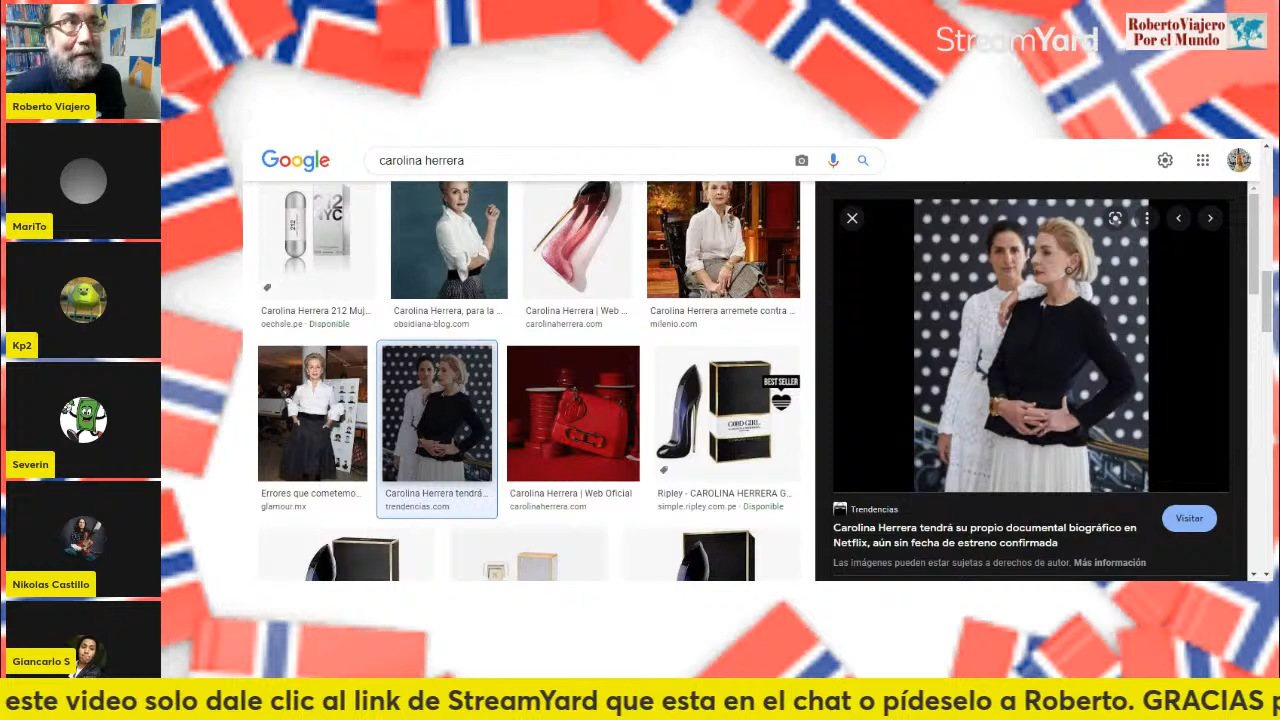 StreamYard
RobertoViajero
Por el Mundo
Roberto Viajero
MariTo
Kp2
Severin
Nikolas Castillo
Giancarlo S
Google
carolina herrera
212
NYC
Carolina Herrera 212 Muj...
oechsle.pe · Disponible
Carolina Herrera, para la ...
obsidiana-blog.com
Carolina Herrera | Web ...
carolinaherrera.com
Carolina Herrera arremete contra ...
milenio.com
BEST SELLER
GOOD GIRL
Errores que cometemo...
glamour.mx
Carolina Herrera tendrá...
trendencias.com
Carolina Herrera | Web Oficial
carolinaherrera.com
Ripley - CAROLINA HERRERA G...
simple.ripley.com.pe · Disponible
Trendencias
Visitar
Carolina Herrera tendrá su propio documental biográfico en
Netflix, aún sin fecha de estreno confirmada
Las imágenes pueden estar sujetas a derechos de autor. Más información
este video solo dale clic al link de StreamYard que esta en el chat o pídeselo a Roberto. GRACIAS p